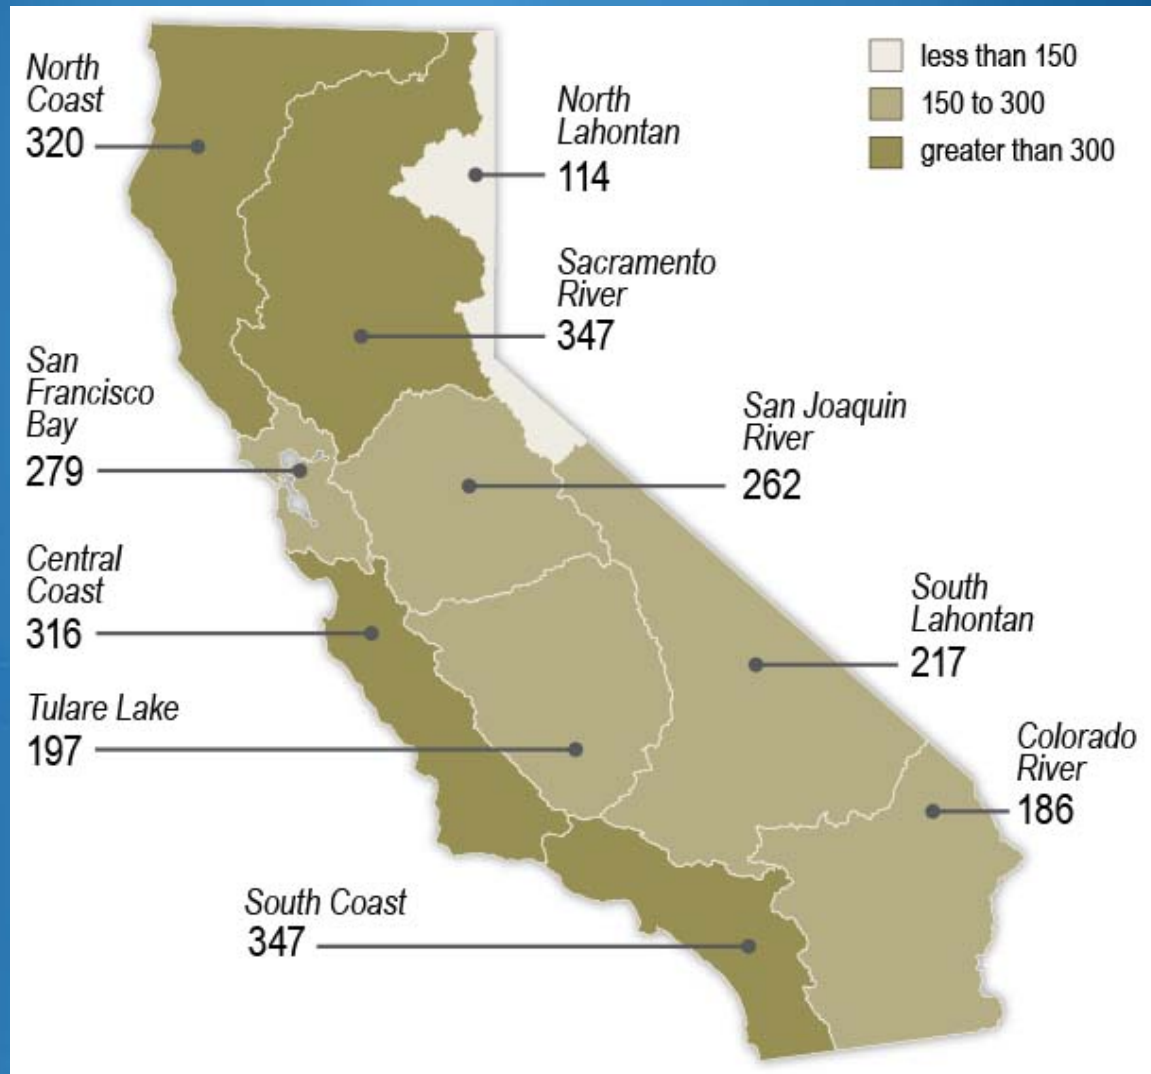 North
Coast
320
San
Francisco
Bay
279
Central
Coast
316
Tulare Lake
197
South Coast
347
North
Lahontan
114
Sacramento
River
347
San Joaquin
River
262
South
Lahontan
217
Colorado
River
186
less than 150
150 to 300
greater than 300